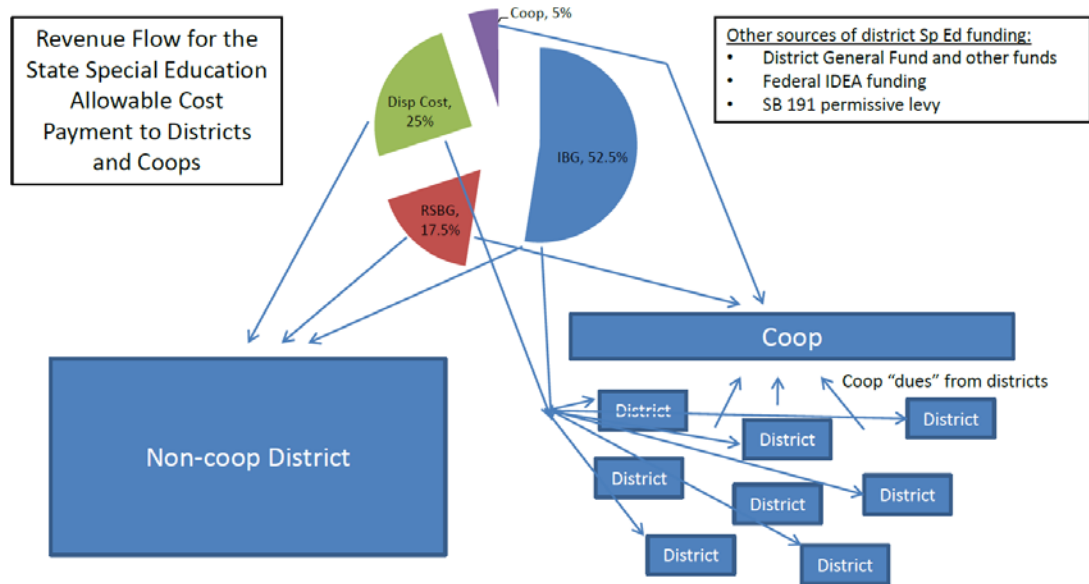 Revenue Flow for the
State Special Education
Allowable Cost
Payment to Districts
and Coops
Coop, 5%
Disp Cost,
25%
IBG, 52.5%
RSBG,
17.5%
Other sources of district Sp Ed funding:
• District General Fund and other funds
• Federal IDEA funding
• SB 191 permissive levy
Coop
Coop “dues” from districts
Non-coop District
District
District
District
District
District
District
District
District